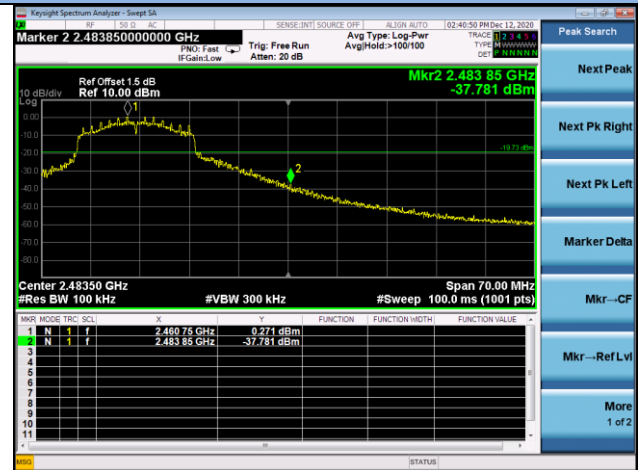 Keysight Spectrum Analyzer - Swept SA
RF 50 Ω AC SENSE:INT SOURCE OFF ALIGN AUTO 02:40:50 PM Dec 12, 2020
Marker 2 2.483850000000 GHz
PNO: Fast
IFGain:Low
Trig: Free Run
Atten: 20 dB
Avg Type: Log-Pwr
Avg|Hold:>100/100
TRACE 1 2 3 4 5 6
TYPE M W W W W W
DET P N N N N N
Peak Search
Next Peak
Next Pk Right
Next Pk Left
Marker Delta
Mkr→CF
Mkr→Ref Lvl
More
1 of 2
Mkr2 2.483 85 GHz
-37.781 dBm
Ref Offset 1.5 dB
10 dB/div Ref 10.00 dBm
Log
1
0.00
-10.0
-19.73 dBm
-20.0
2
-30.0
-40.0
-50.0
-60.0
-70.0
-80.0
Center 2.48350 GHz Span 70.00 MHz
#Res BW 100 kHz #VBW 300 kHz #Sweep 100.0 ms (1001 pts)
MKR MODE TRC SCL X Y FUNCTION FUNCTION WIDTH FUNCTION VALUE
1 N 1 f 2.460 75 GHz 0.271 dBm
2 N 1 f 2.483 85 GHz -37.781 dBm
3
4
5
6
7
8
9
10
11
MSG STATUS